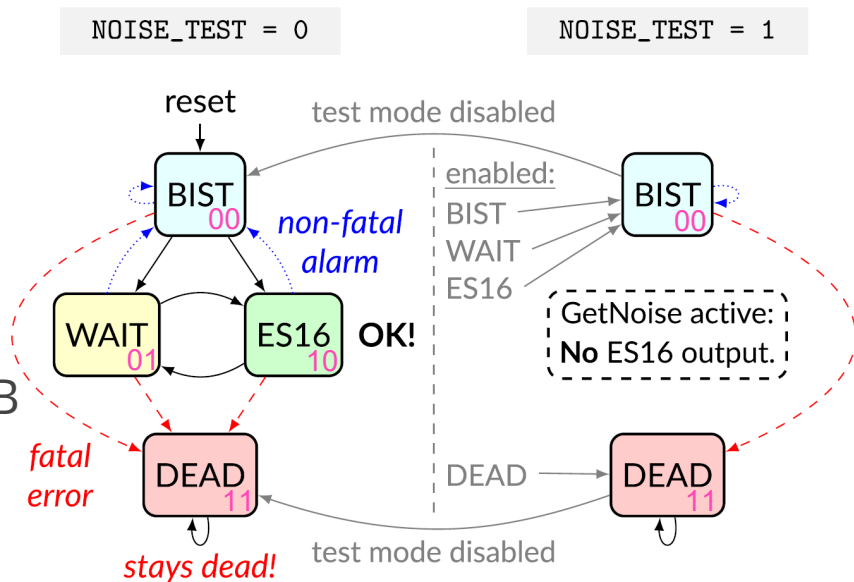 NOISE_TEST = 0
NOISE_TEST = 1
reset
test mode disabled
BIST
00
non-fatal
alarm
enabled:
BIST
WAIT
ES16
BIST
00
WAIT
01
ES16
10
OK!
GetNoise active:
No ES16 output.
B
fatal
error
DEAD
11
stays dead!
DEAD
DEAD
11
test mode disabled